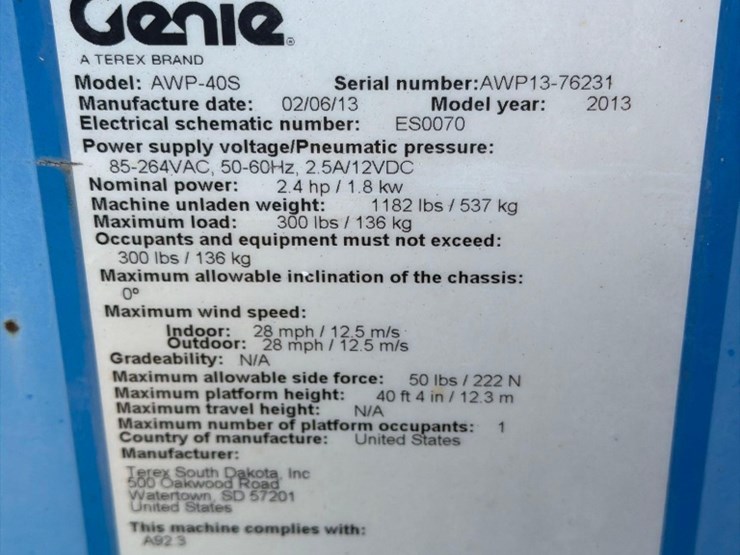 Genie®
A TEREX BRAND
Model: AWP-40S Serial number:AWP13-76231
Manufacture date: 02/06/13 Model year: 2013
Electrical schematic number: ES0070
Power supply voltage/Pneumatic pressure:
85-264VAC, 50-60Hz, 2.5A/12VDC
Nominal power: 2.4 hp / 1.8 kw
Machine unladen weight: 1182 lbs / 537 kg
Maximum load: 300 lbs / 136 kg
Occupants and equipment must not exceed:
300 lbs / 136 kg
Maximum allowable inclination of the chassis:
0°
Maximum wind speed:
Indoor: 28 mph / 12.5 m/s
Outdoor: 28 mph / 12.5 m/s
Gradeability: N/A
Maximum allowable side force: 50 lbs / 222 N
Maximum platform height: 40 ft 4 in / 12.3 m
Maximum travel height: N/A
Maximum number of platform occupants: 1
Country of manufacture: United States
Manufacturer:
Terex South Dakota, Inc
500 Oakwood Road
Watertown, SD 57201
United States
This machine complies with:
A92.3